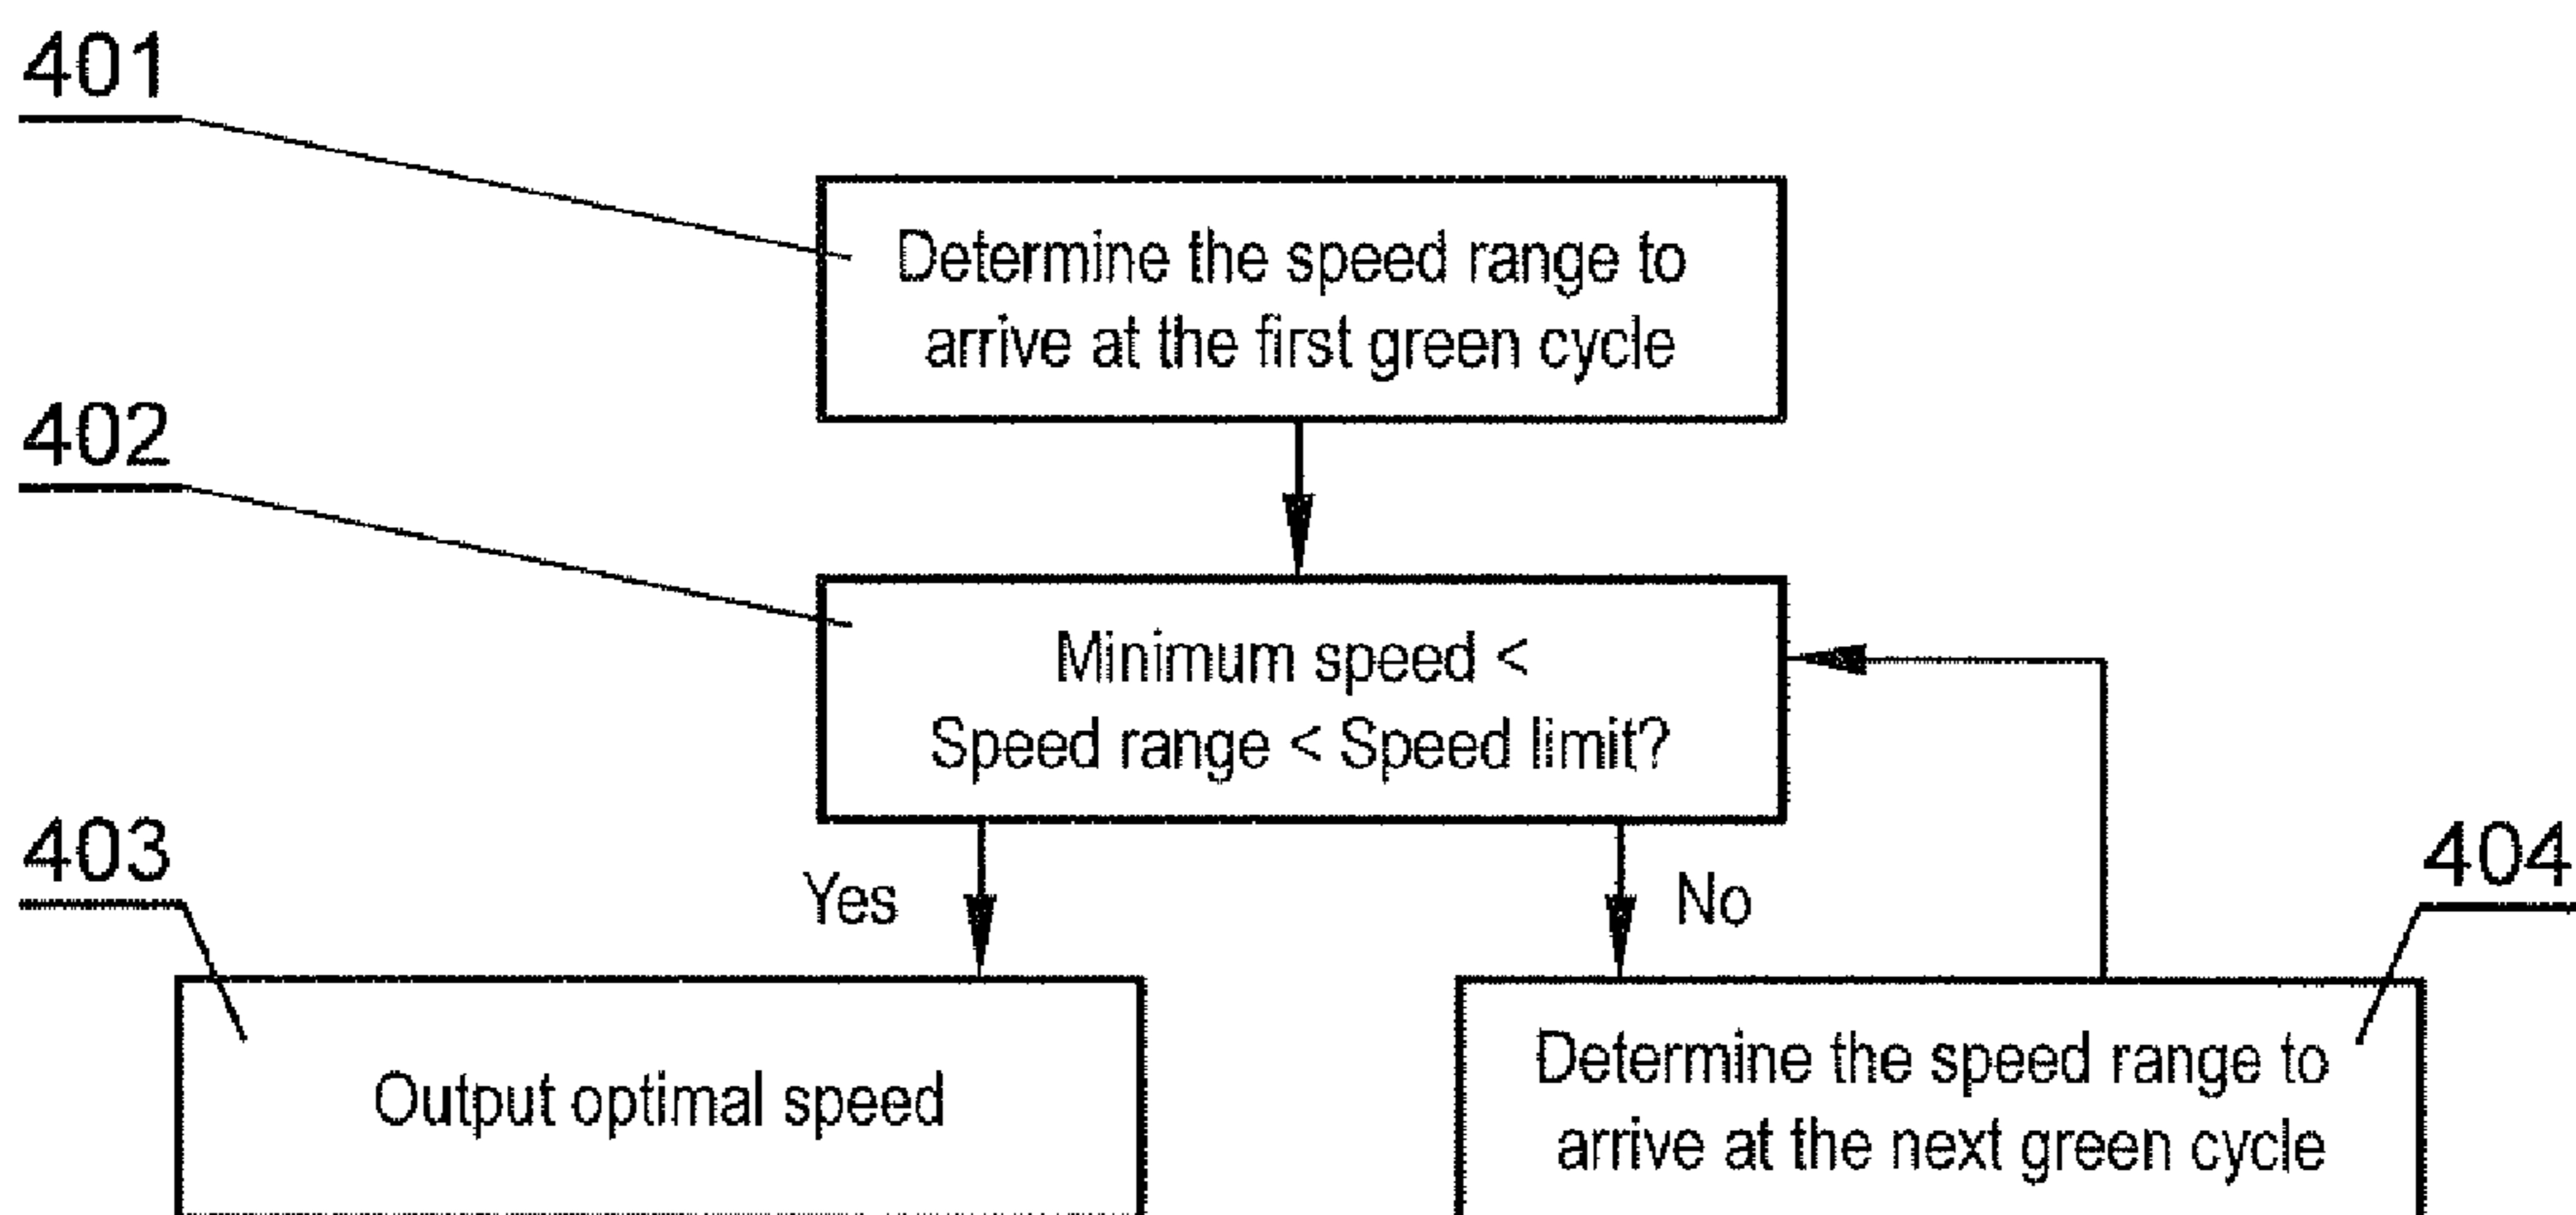 401
Determine the speed range to
arrive at the first green cycle
402
Minimum speed <
Speed range < Speed limit?
403
Yes
No
404
Output optimal speed
Determine the speed range to
arrive at the next green cycle